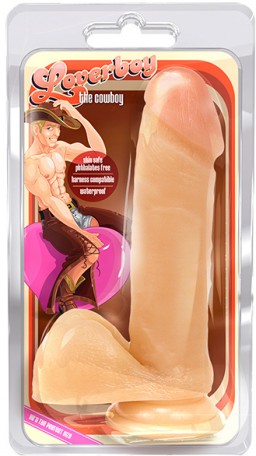 Loverboy
the cowboy
skin safe
phthalates free
harness compatible
waterproof